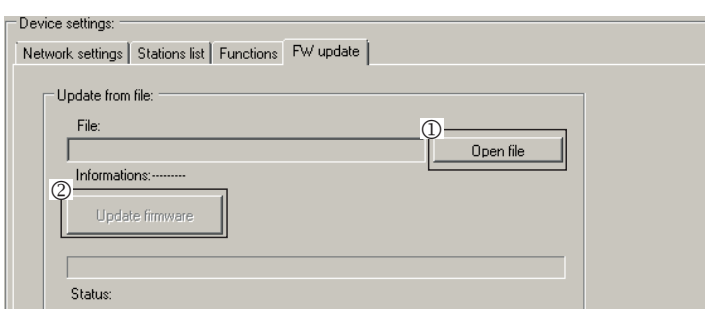 Device settings:
Network settings Stations list Functions FW update
Update from file:
File:
①
Open file
Informations:---------
②
Update firmware
Status: